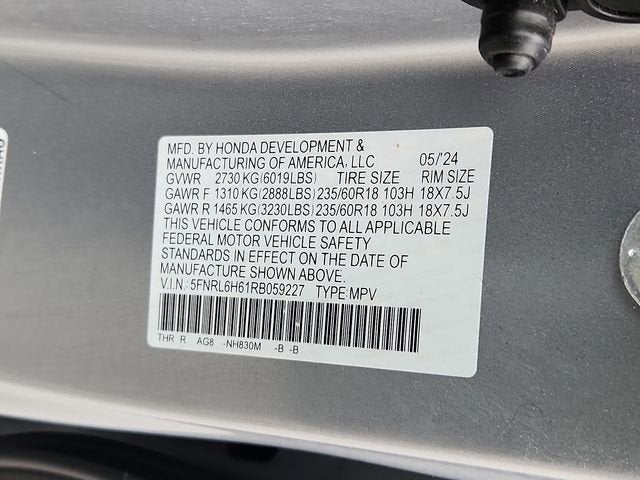 MFD. BY HONDA DEVELOPMENT &
MANUFACTURING OF AMERICA, LLC 05/'24
GVWR 2730 KG (6019LBS) TIRE SIZE RIM SIZE
GAWR F 1310 KG (2888LBS) 235/60R18 103H 18X7.5J
GAWR R 1465 KG (3230LBS) 235/60R18 103H 18X7.5J
THIS VEHICLE CONFORMS TO ALL APPLICABLE
FEDERAL MOTOR VEHICLE SAFETY
STANDARDS IN EFFECT ON THE DATE OF
MANUFACTURE SHOWN ABOVE.
V.I.N.: 5FNRL6H61RB059227 TYPE:MPV
THR R AG8 -NH830M -B -B